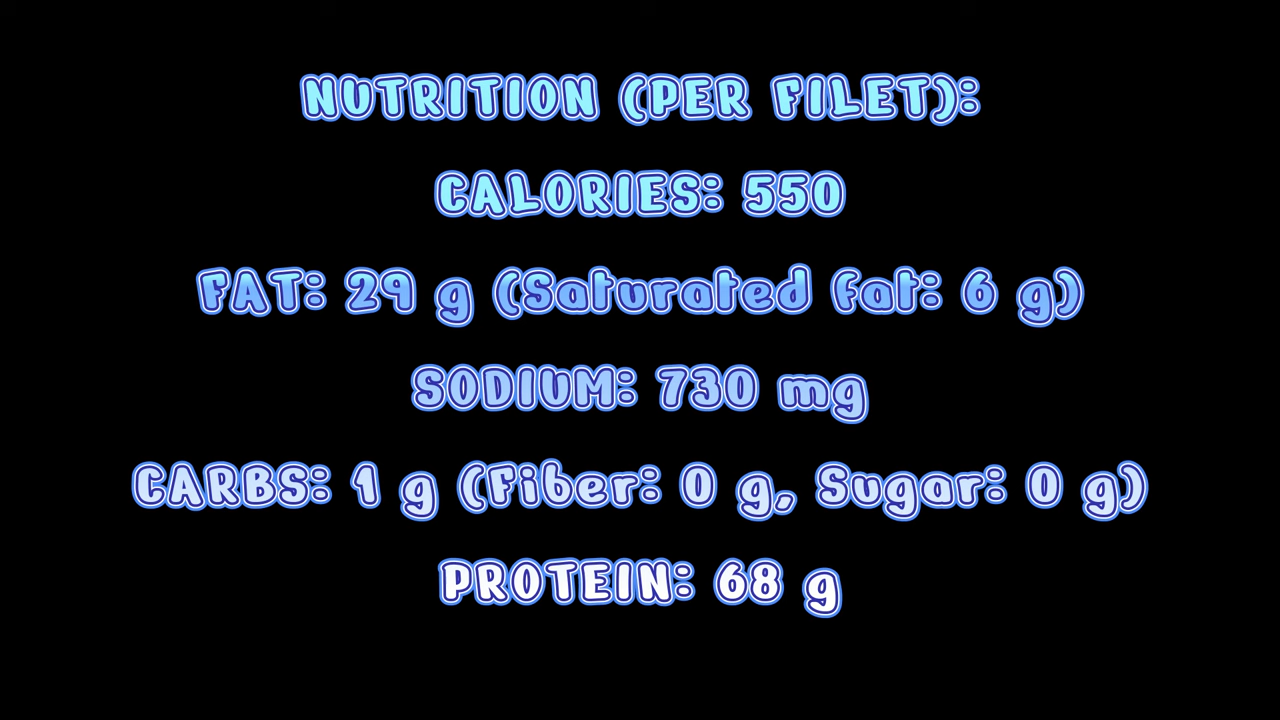 NUTRITION (PER FILET):
CALORIES: 550
FAT: 29 g (Saturated fat: 6 g)
SODIUM: 730 mg
CARBS: 1 g (Fiber: 0 g, Sugar: 0 g)
PROTEIN: 68 g